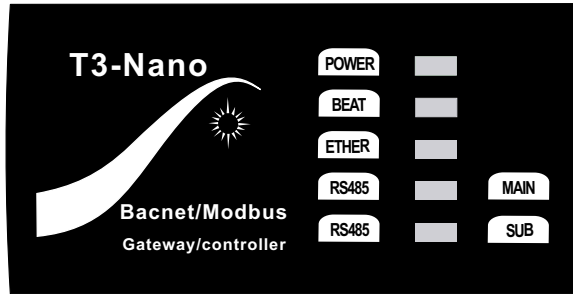 T3-Nano
Bacnet/Modbus
Gateway/controller
POWER
BEAT
ETHER
RS485 MAIN
RS485 SUB